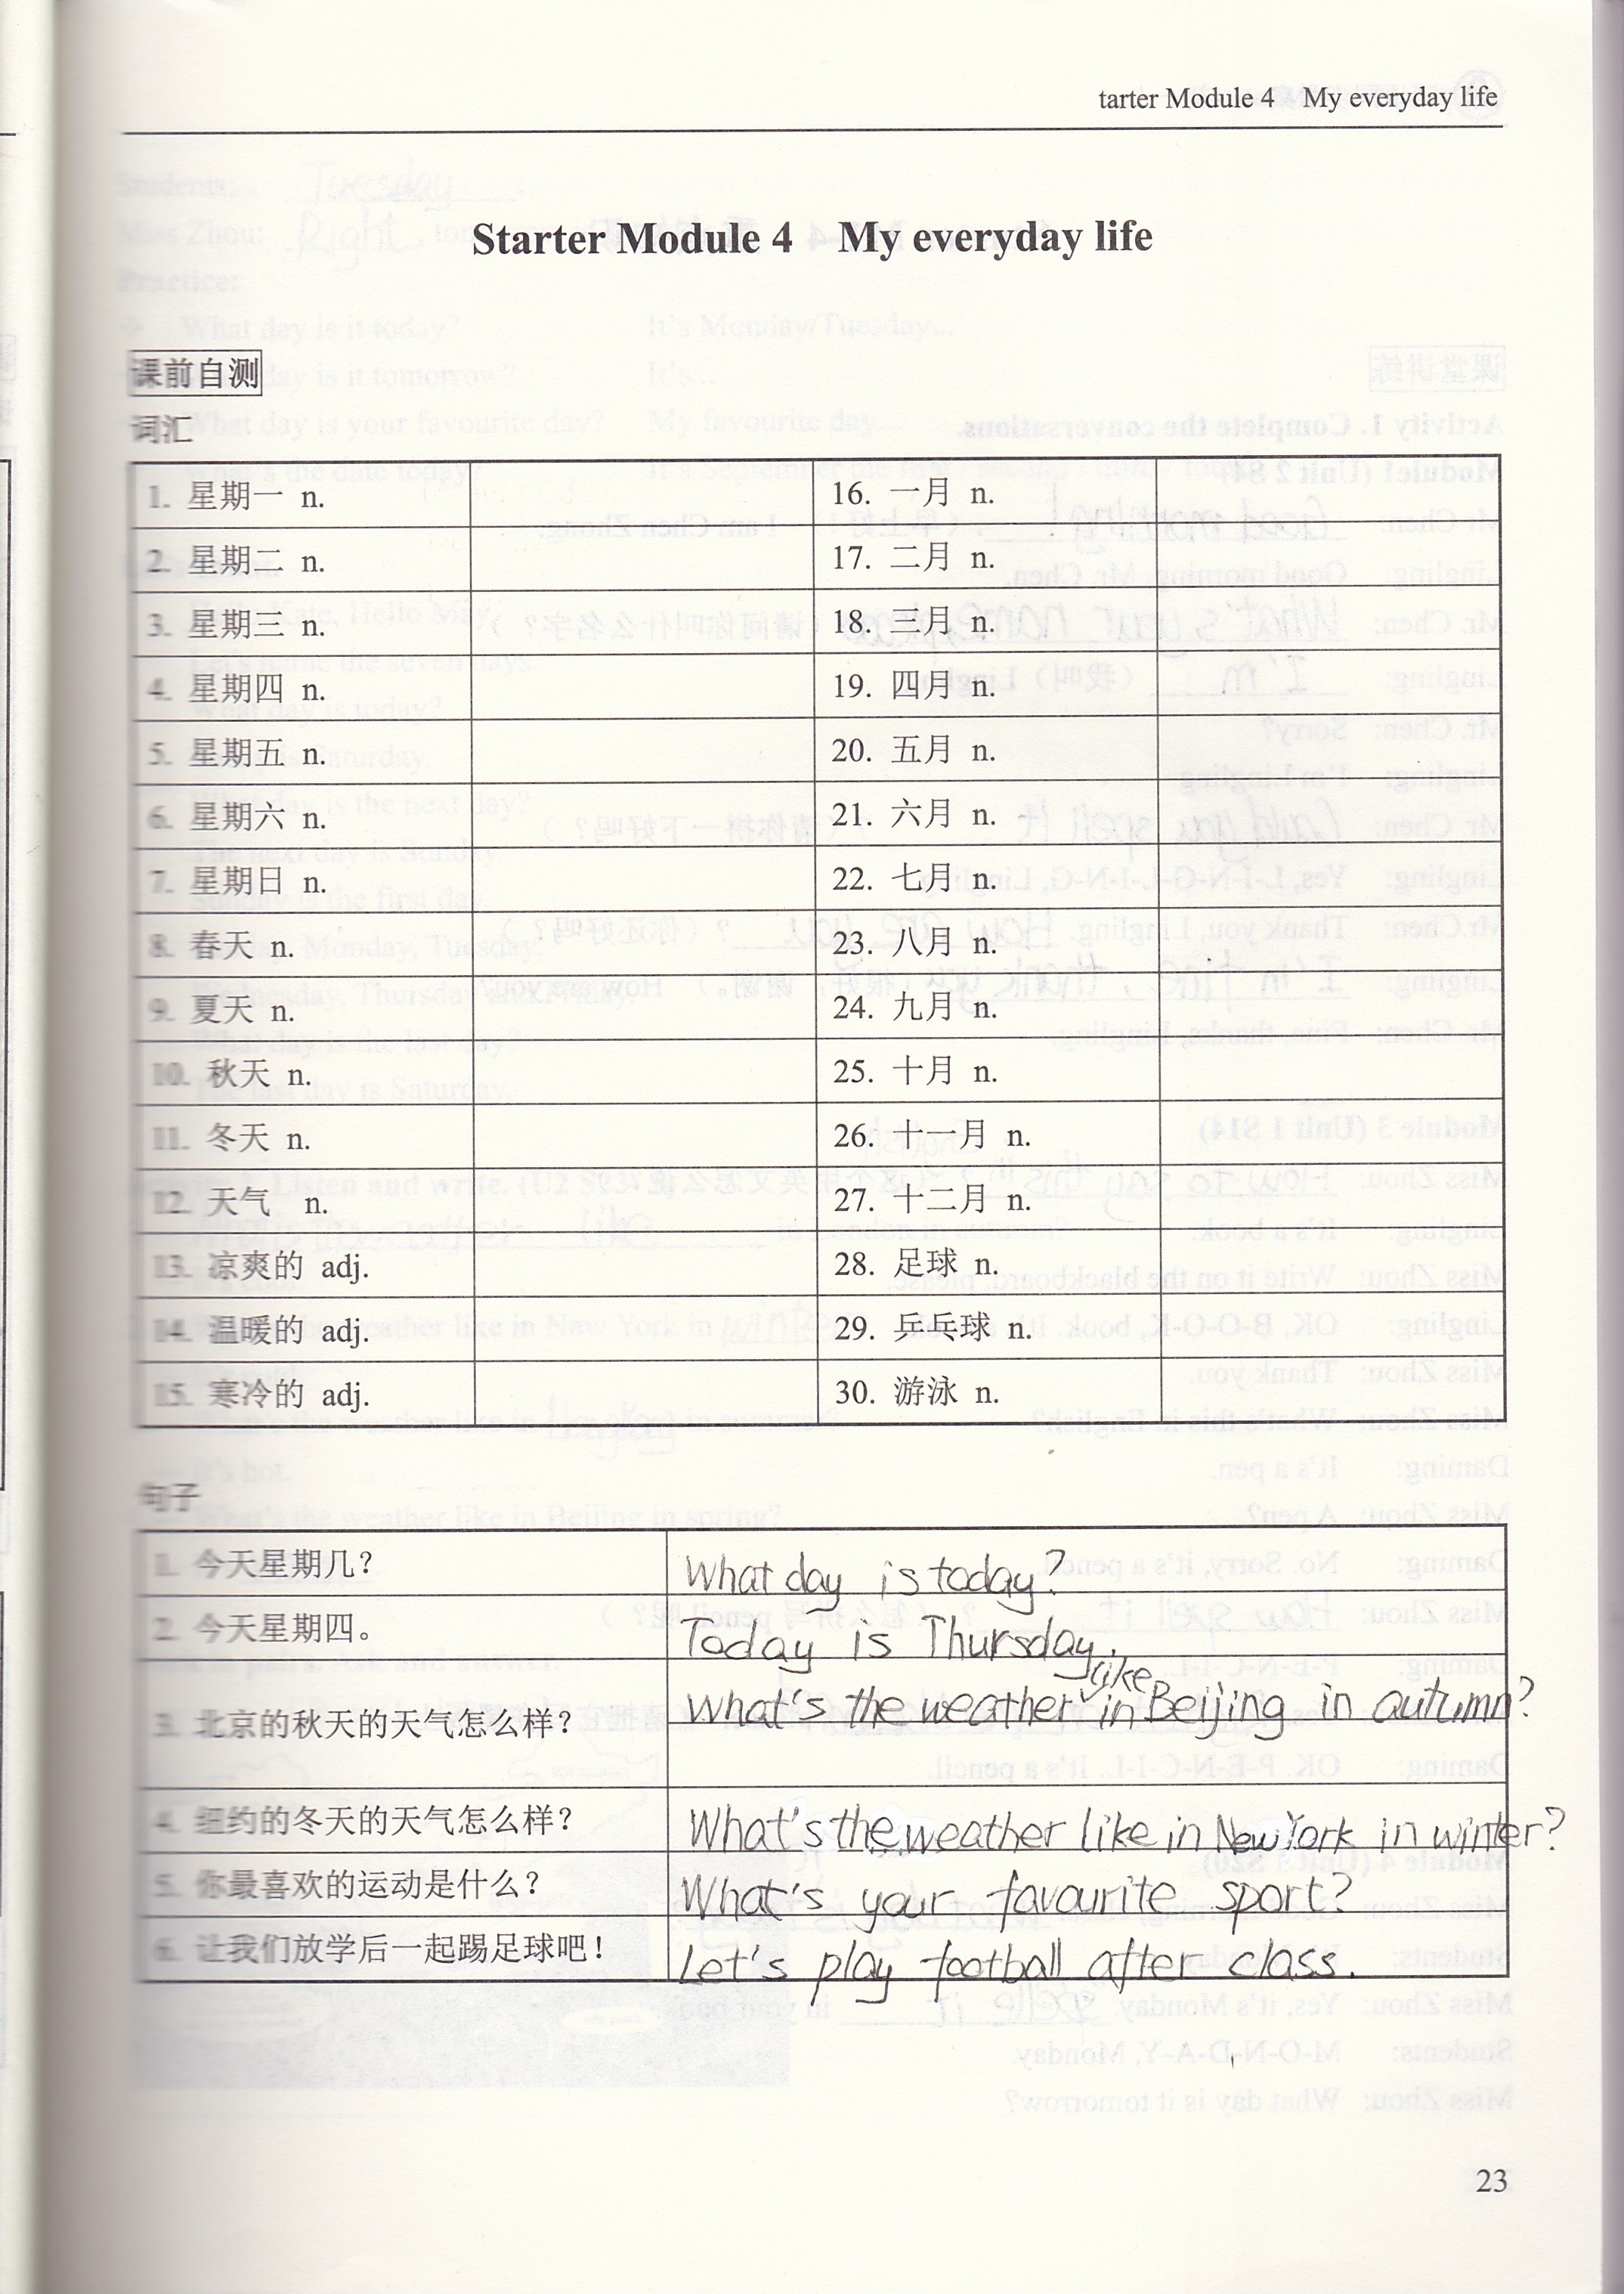 tarter Module 4 My everyday life
Starter Module 4 My everyday life
课前自测
词汇
1. 星期一 n. 16. 一月 n.
2. 星期二 n. 17. 二月 n.
3. 星期三 n. 18. 三月 n.
4. 星期四 n. 19. 四月 n.
5. 星期五 n. 20. 五月 n.
6. 星期六 n. 21. 六月 n.
7. 星期日 n. 22. 七月 n.
8. 春天 n. 23. 八月 n.
9. 夏天 n. 24. 九月 n.
10. 秋天 n. 25. 十月 n.
11. 冬天 n. 26. 十一月 n.
12. 天气 n. 27. 十二月 n.
13. 凉爽的 adj. 28. 足球 n.
14. 温暖的 adj. 29. 乒乓球 n.
15. 寒冷的 adj. 30. 游泳 n.
句子
1. 今天星期几? What day is today?
2. 今天星期四。 Today is Thursday.
3. 北京的秋天的天气怎么样? What's the weather like in Beijing in autumn?
4. 纽约的冬天的天气怎么样? What's the weather like in New York in winter?
5. 你最喜欢的运动是什么? What's your favourite sport?
6. 让我们放学后一起踢足球吧! Let's play football after class.
23